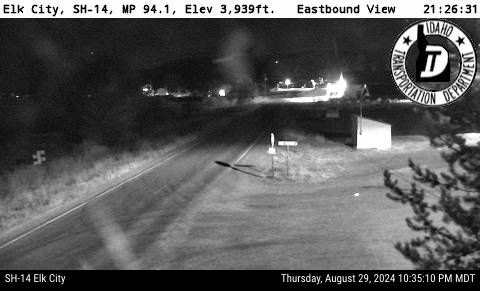 Elk City, SH-14, MP 94.1, Elev 3,939ft. Eastbound View 21:26:31
IDAHO
TRANSPORTATION DEPARTMENT
SH-14 Elk City Thursday, August 29, 2024 10:35:10 PM MDT